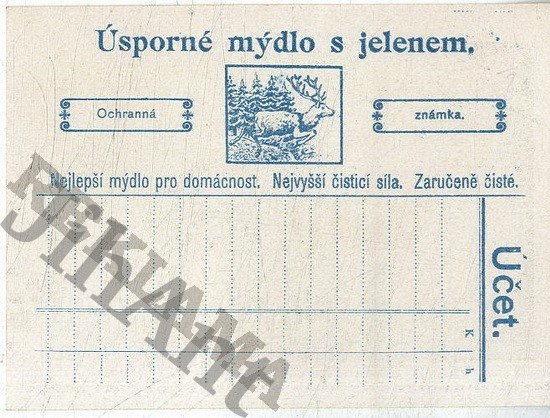 Úsporné mýdlo s jelenem.
Ochranná
známka.
Nejlepší mýdlo pro domácnost. Nejvyšší čisticí síla. Zaručeně čisté.
Účet.
K
h
REKLAMA